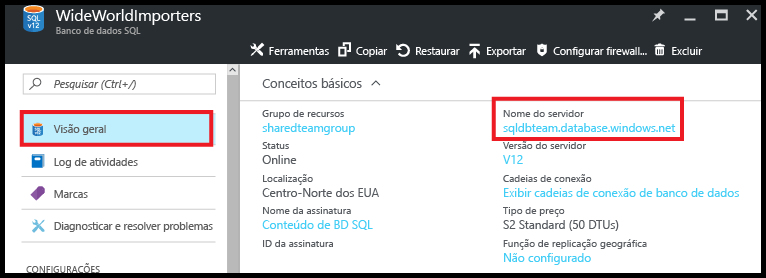 SQL
v12
WideWorldImporters
Banco de dados SQL
Ferramentas
Copiar
Restaurar
Exportar
Configurar firewall...
Excluir
Pesquisar (Ctrl+/)
Visão geral
Log de atividades
Marcas
Diagnosticar e resolver problemas
CONFIGURAÇÕES
Conceitos básicos
Grupo de recursos
sharedteamgroup
Status
Online
Localização
Centro-Norte dos EUA
Nome da assinatura
Conteúdo de BD SQL
ID da assinatura
Nome do servidor
sqldbteam.database.windows.net
Versão do servidor
V12
Cadeias de conexão
Exibir cadeias de conexão de banco de dados
Tipo de preço
S2 Standard (50 DTUs)
Função de replicação geográfica
Não configurado